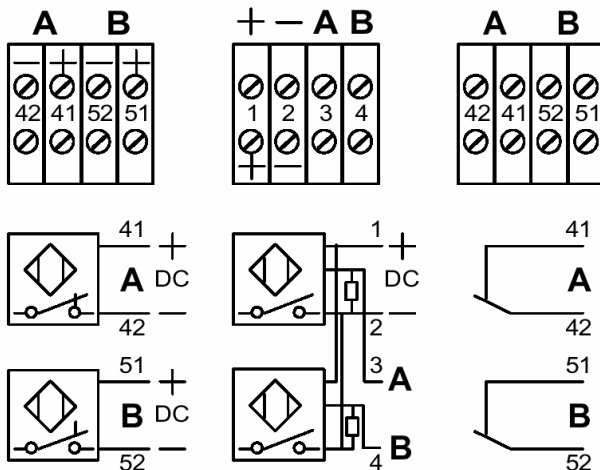 A B
− + − +
42 41 52 51
+ − A B
1 2 3 4
+ −
A B
42 41 52 51
41 +
A DC
42 −
51 +
B DC
52 −
1 +
DC
2 −
3 A
B
4
41
A
42
51
B
52